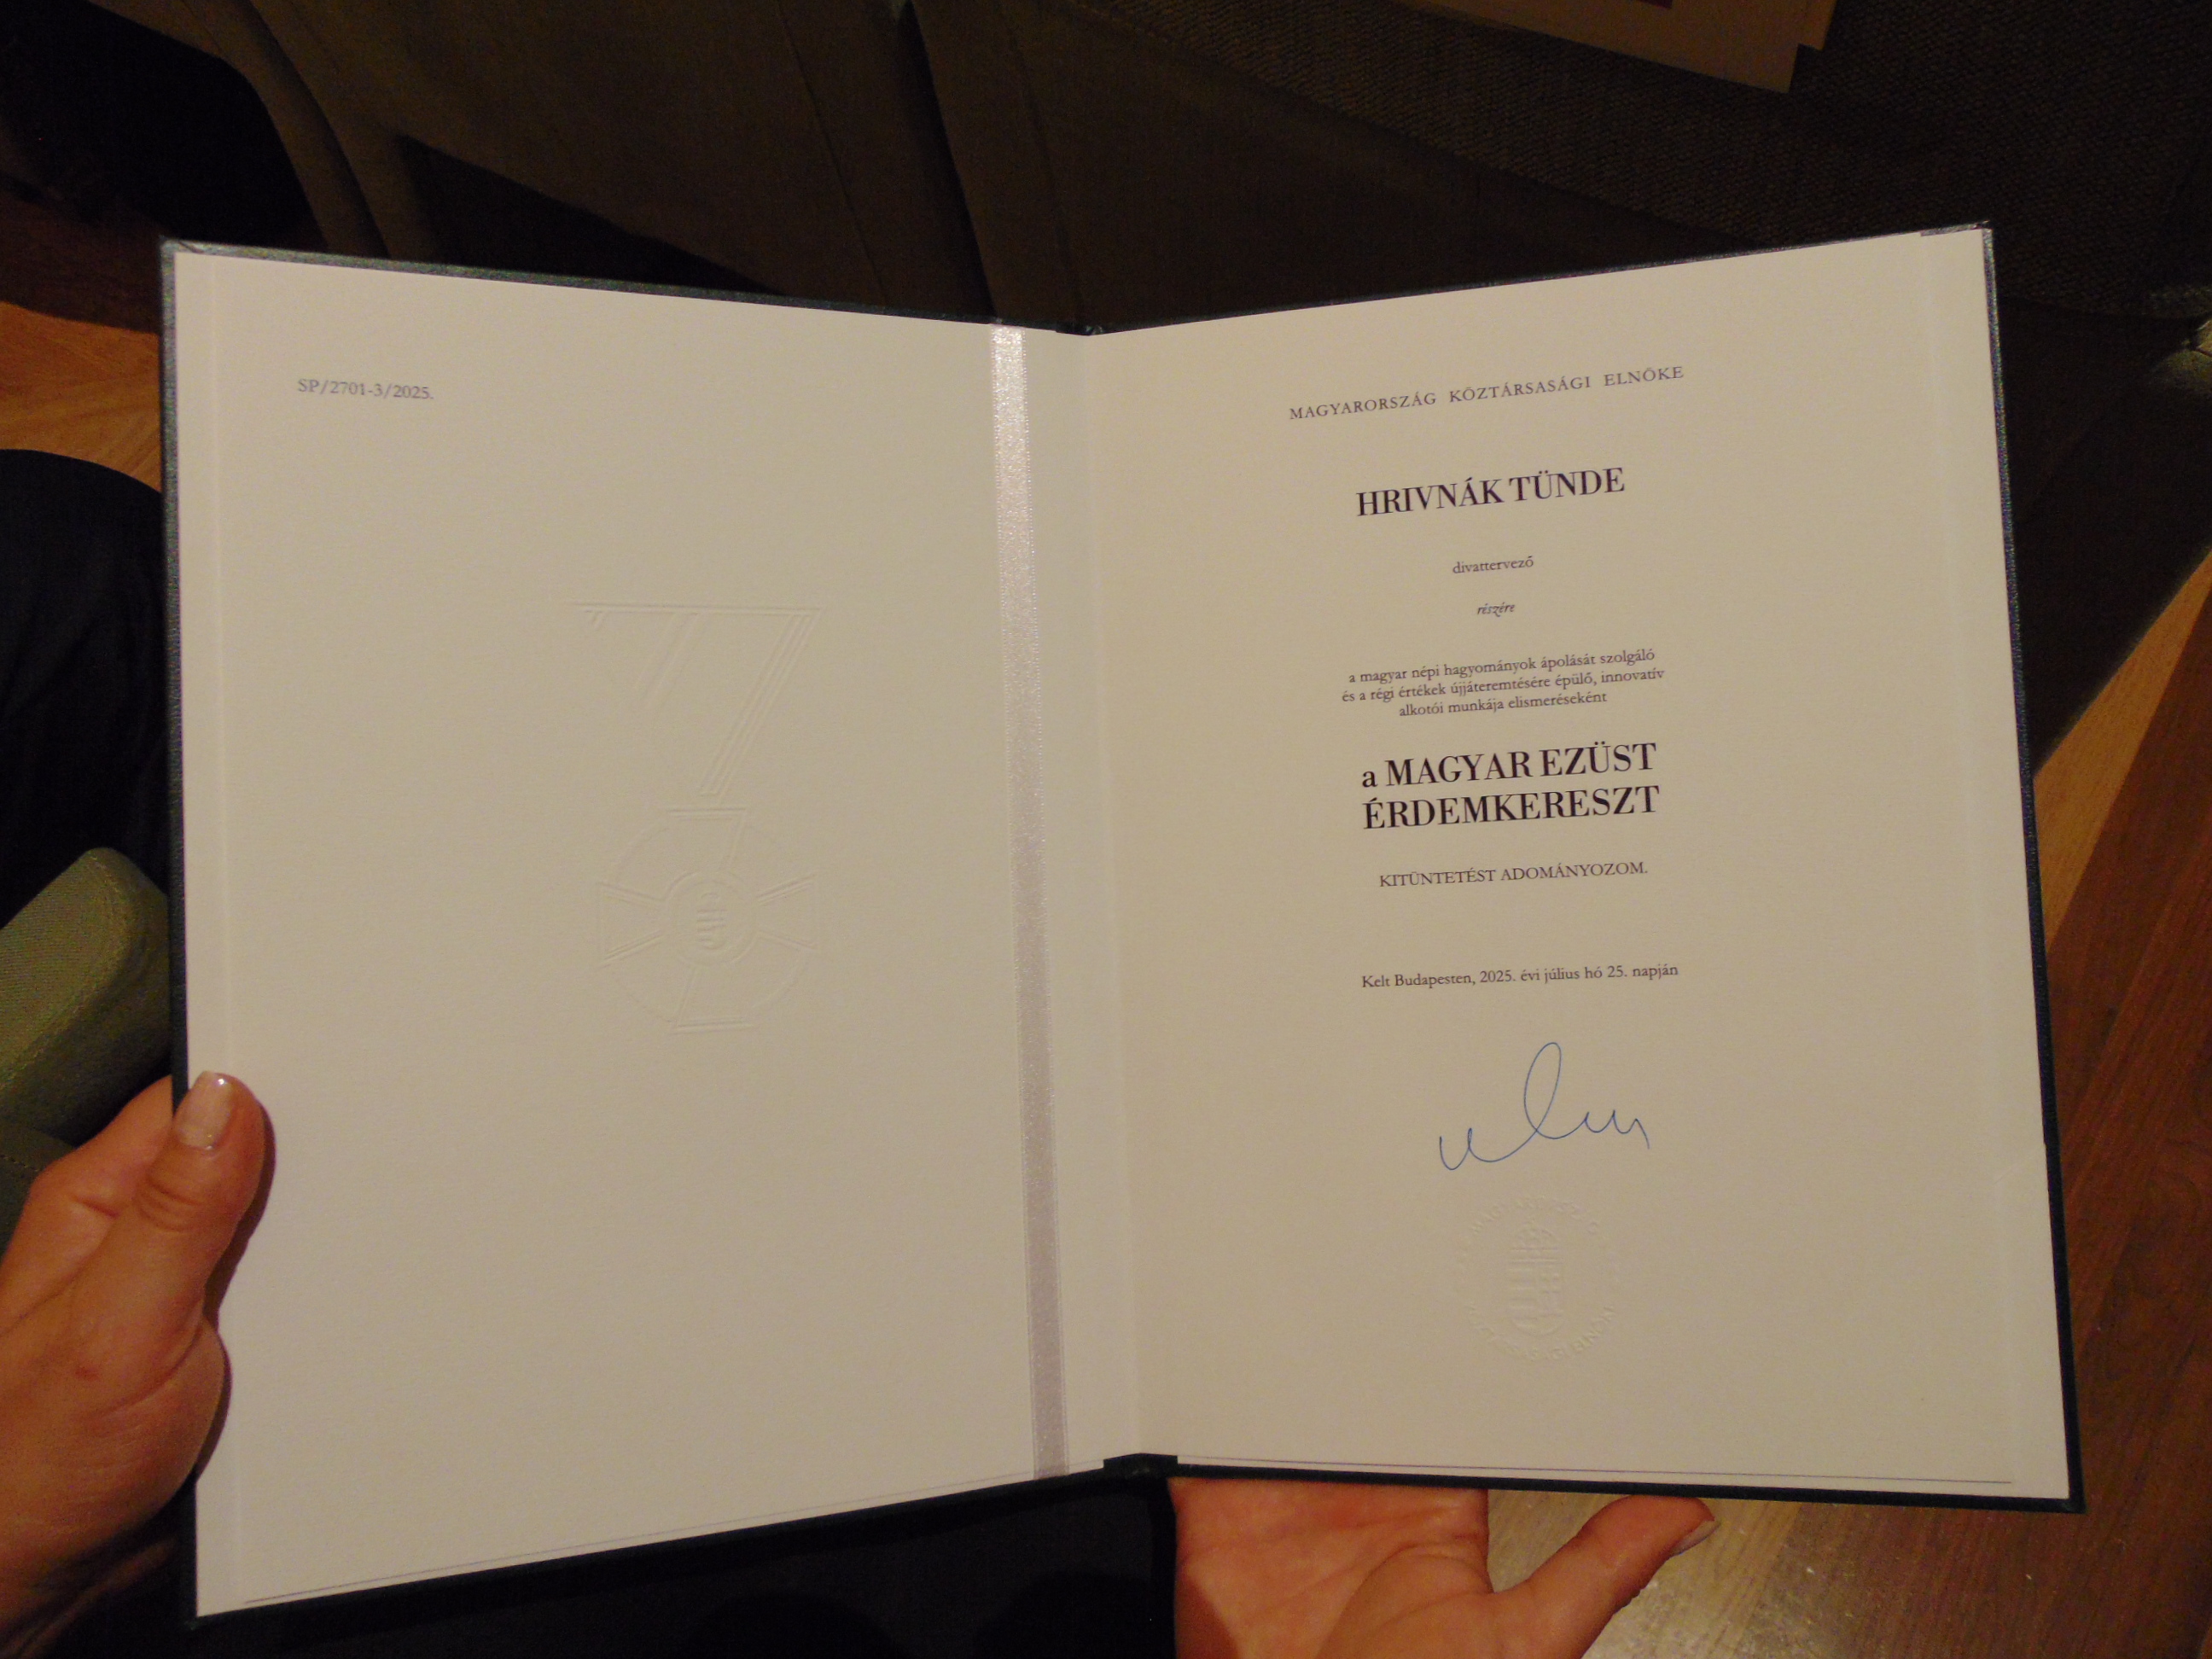 SP/2701-3/2025.
MAGYARORSZÁG KÖZTÁRSASÁGI ELNÖKE
HRIVNÁK TÜNDE
divattervező
részére
a magyar népi hagyományok ápolását szolgáló
és a régi értékek újjáteremtésére épülő, innovatív
alkotói munkája elismeréseként
a MAGYAR EZÜST
ÉRDEMKERESZT
KITÜNTETÉST ADOMÁNYOZOM.
Kelt Budapesten, 2025. évi július hó 25. napján